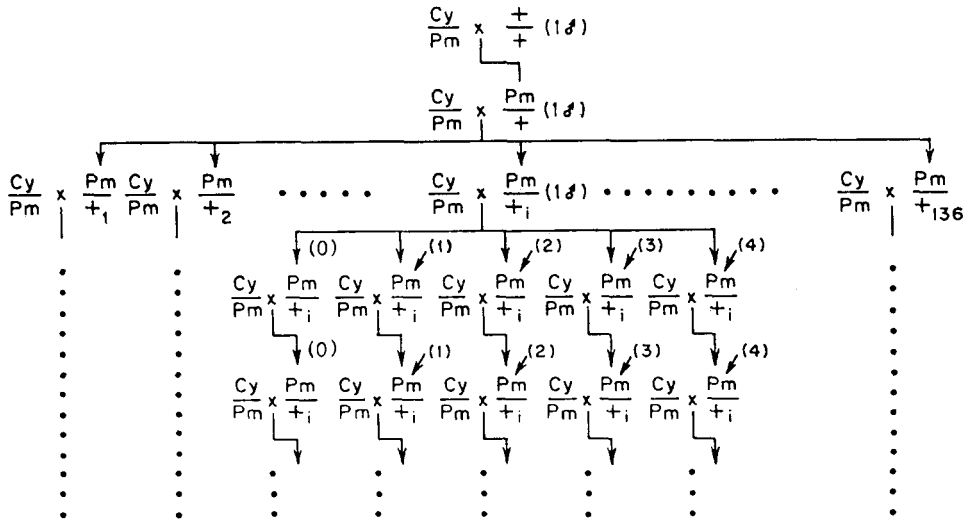 Cy/Pm × +/+ (1♂)
Cy/Pm × Pm/+ (1♂)
Cy/Pm × Pm/+₁ Cy/Pm × Pm/+₂ Cy/Pm × Pm/+ᵢ (1♂) Cy/Pm × Pm/+₁₃₆
(0) (1) (2) (3) (4)
Cy/Pm × Pm/+ᵢ Cy/Pm × Pm/+ᵢ Cy/Pm × Pm/+ᵢ Cy/Pm × Pm/+ᵢ Cy/Pm × Pm/+ᵢ
(0) (1) (2) (3) (4)
Cy/Pm × Pm/+ᵢ Cy/Pm × Pm/+ᵢ Cy/Pm × Pm/+ᵢ Cy/Pm × Pm/+ᵢ Cy/Pm × Pm/+ᵢ